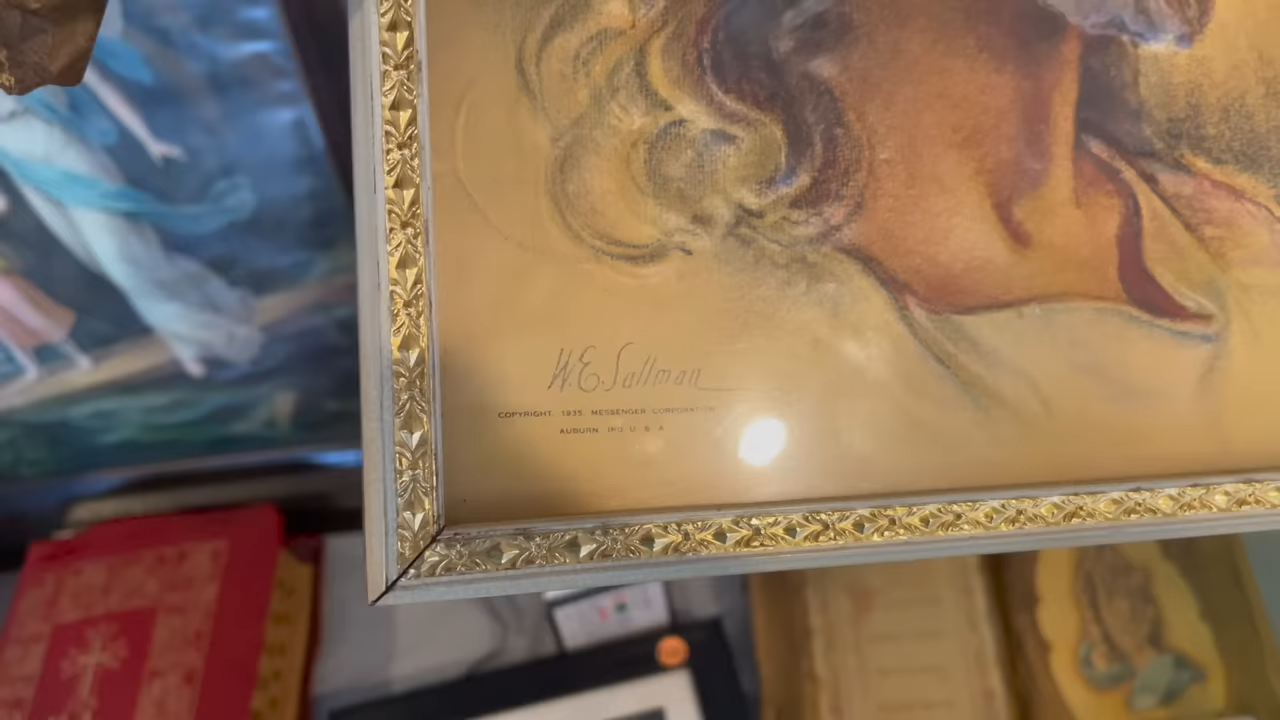 W.E. Sallman
COPYRIGHT. 1935. MESSENGER CORPORATION
AUBURN. IND. U. S. A